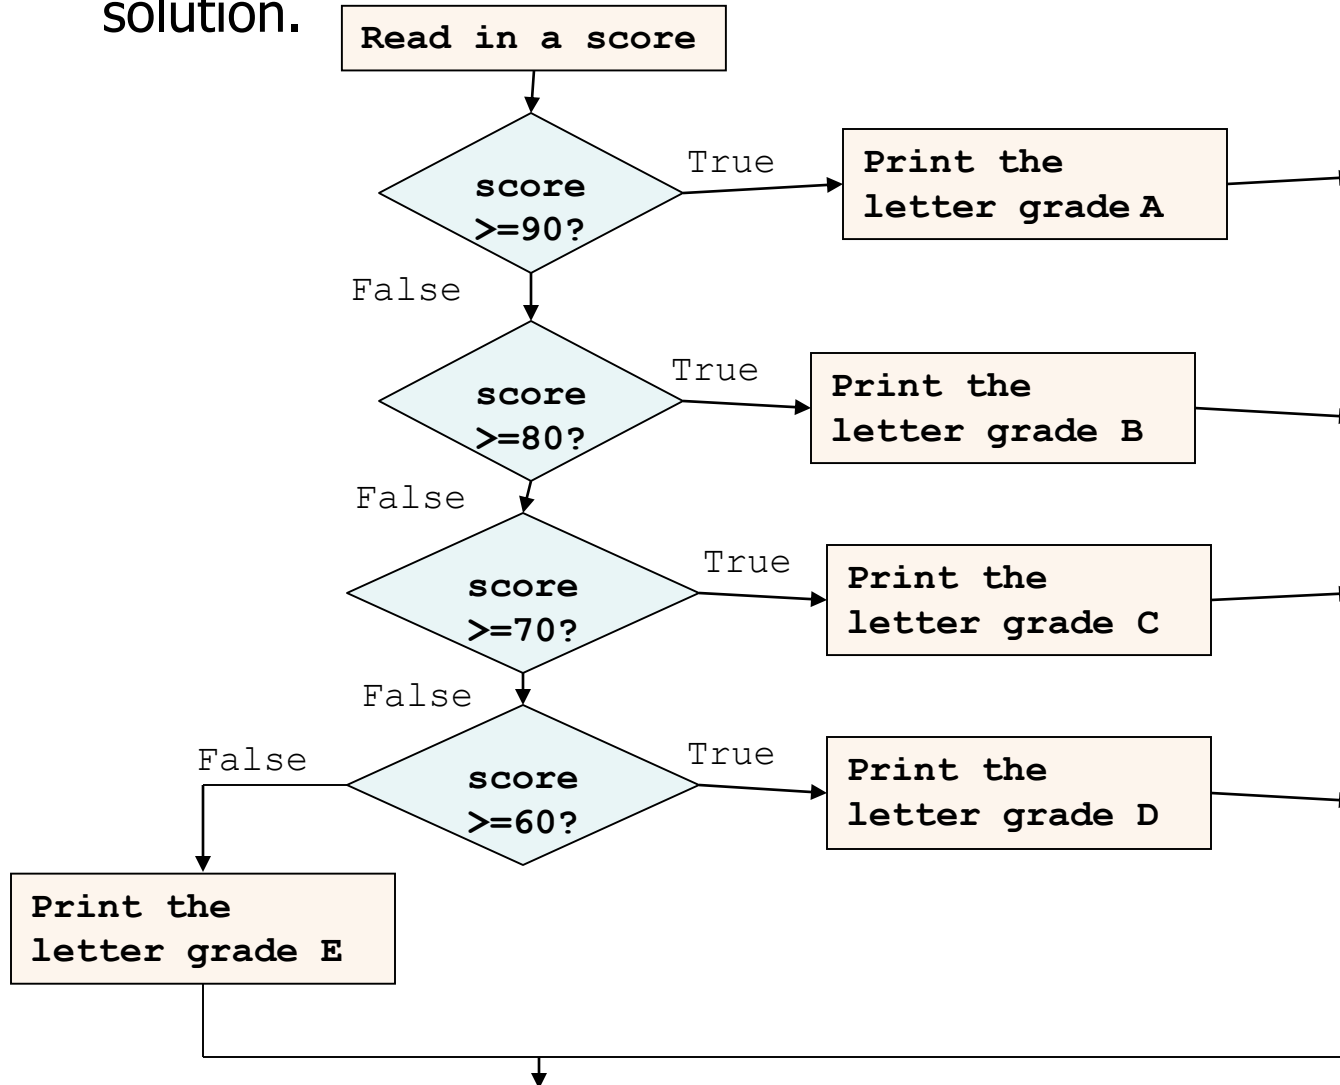 solution.
Read in a score
score
>=90?
True
Print the
letter grade A
False
score
>=80?
True
Print the
letter grade B
False
score
>=70?
True
Print the
letter grade C
False
score
>=60?
True
Print the
letter grade D
False
Print the
letter grade E